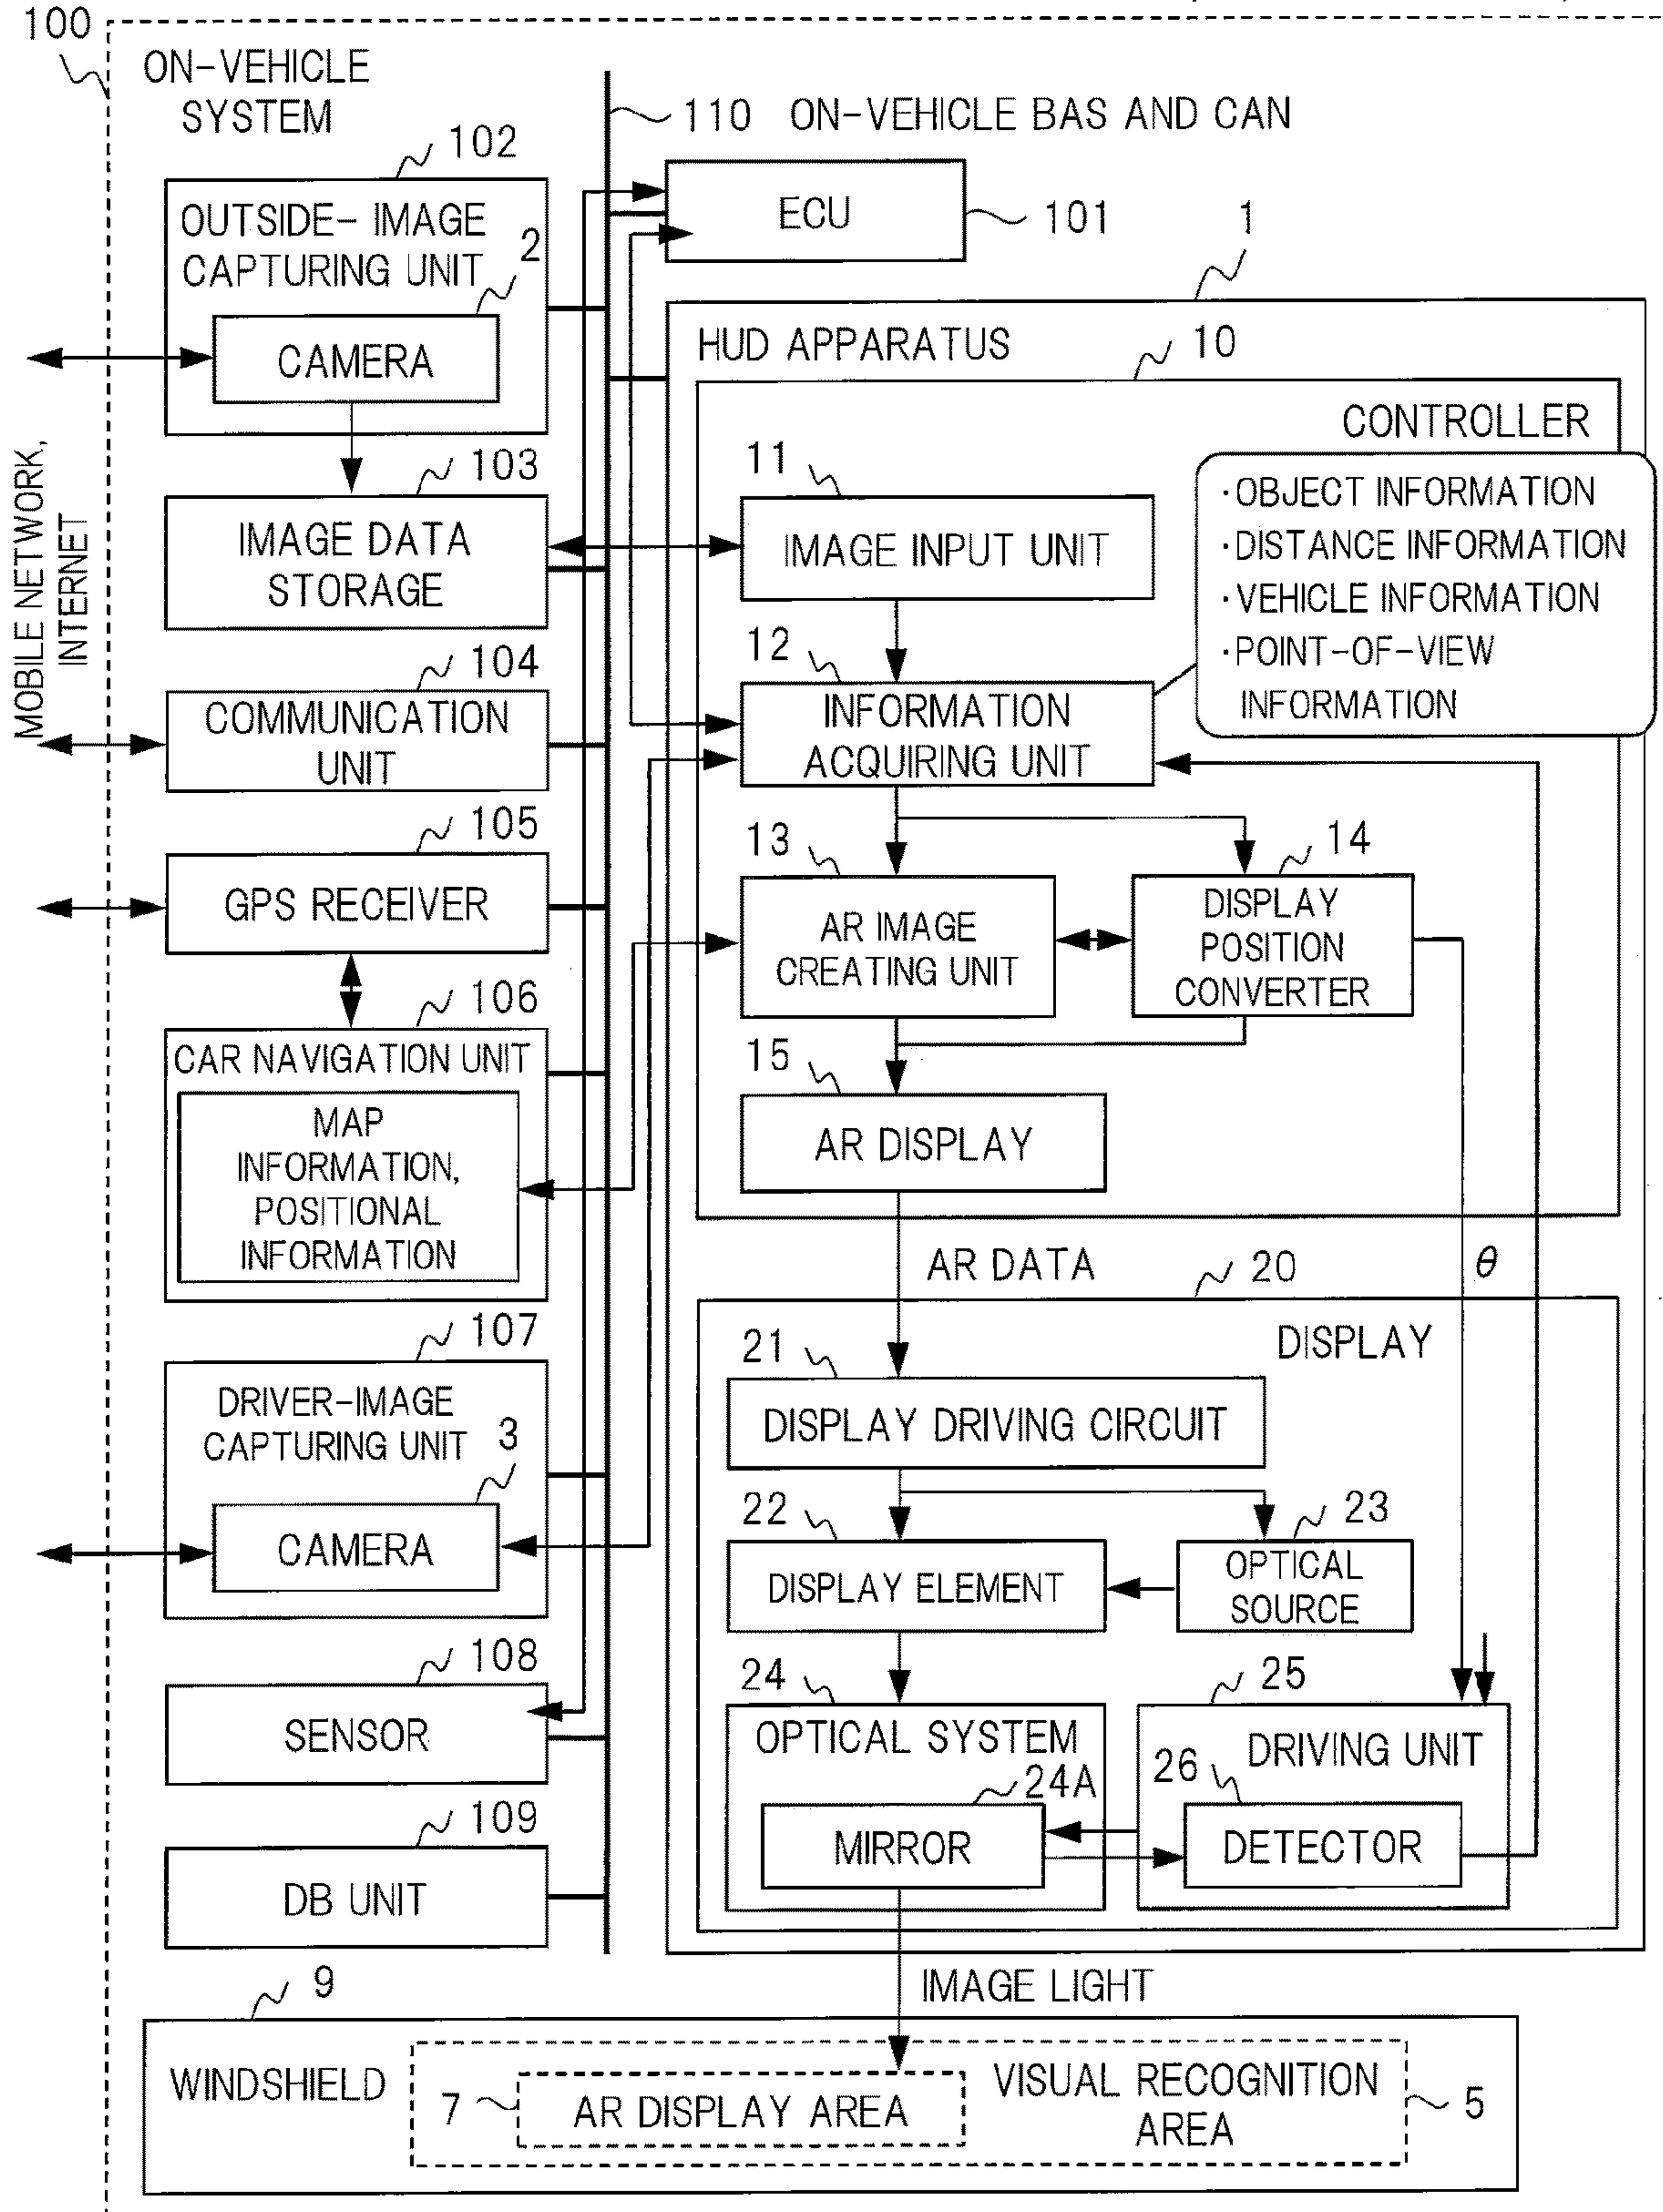 100
ON-VEHICLE
SYSTEM
110 ON-VEHICLE BAS AND CAN
102
OUTSIDE- IMAGE
CAPTURING UNIT
2
CAMERA
ECU
101
1
HUD APPARATUS
10
CONTROLLER
MOBILE NETWORK,
INTERNET
103
IMAGE DATA
STORAGE
11
IMAGE INPUT UNIT
·OBJECT INFORMATION
·DISTANCE INFORMATION
·VEHICLE INFORMATION
·POINT-OF-VIEW
INFORMATION
104
COMMUNICATION
UNIT
12
INFORMATION
ACQUIRING UNIT
105
GPS RECEIVER
13
AR IMAGE
CREATING UNIT
14
DISPLAY
POSITION
CONVERTER
106
CAR NAVIGATION UNIT
MAP
INFORMATION,
POSITIONAL
INFORMATION
15
AR DISPLAY
AR DATA
θ
20
DISPLAY
107
DRIVER-IMAGE
CAPTURING UNIT
3
CAMERA
21
DISPLAY DRIVING CIRCUIT
22
DISPLAY ELEMENT
23
OPTICAL
SOURCE
108
SENSOR
24
OPTICAL SYSTEM
24A
MIRROR
25
DRIVING UNIT
26
DETECTOR
109
DB UNIT
IMAGE LIGHT
9
WINDSHIELD
7
AR DISPLAY AREA
VISUAL RECOGNITION
AREA
5